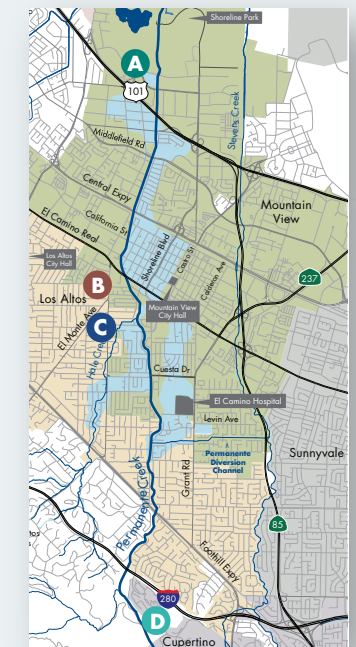 Shoreline Park
A
101
Stevens Creek
Middlefield Rd
Central Expy
Mountain
View
California St
El Camino Real
Shoreline Blvd
Castro St
Calderon Ave
Los Altos
City Hall
237
B
Los Altos
Mountain View
City Hall
El Monte Ave
C
Hale Creek
Cuesta Dr
El Camino Hospital
Levin Ave
Permanente
Diversion
Channel
Sunnyvale
Grant Rd
Permanente Creek
85
tos
s
Foothill Expy
280
D
Cupertino